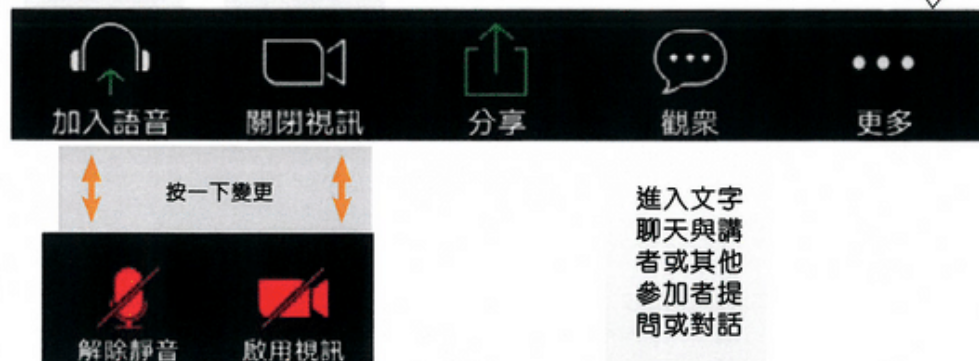 加入語音
關閉視訊
分享
觀眾
更多
按一下變更
進入文字
聊天與講
者或其他
參加者提
問或對話
解除靜音
啟用視訊